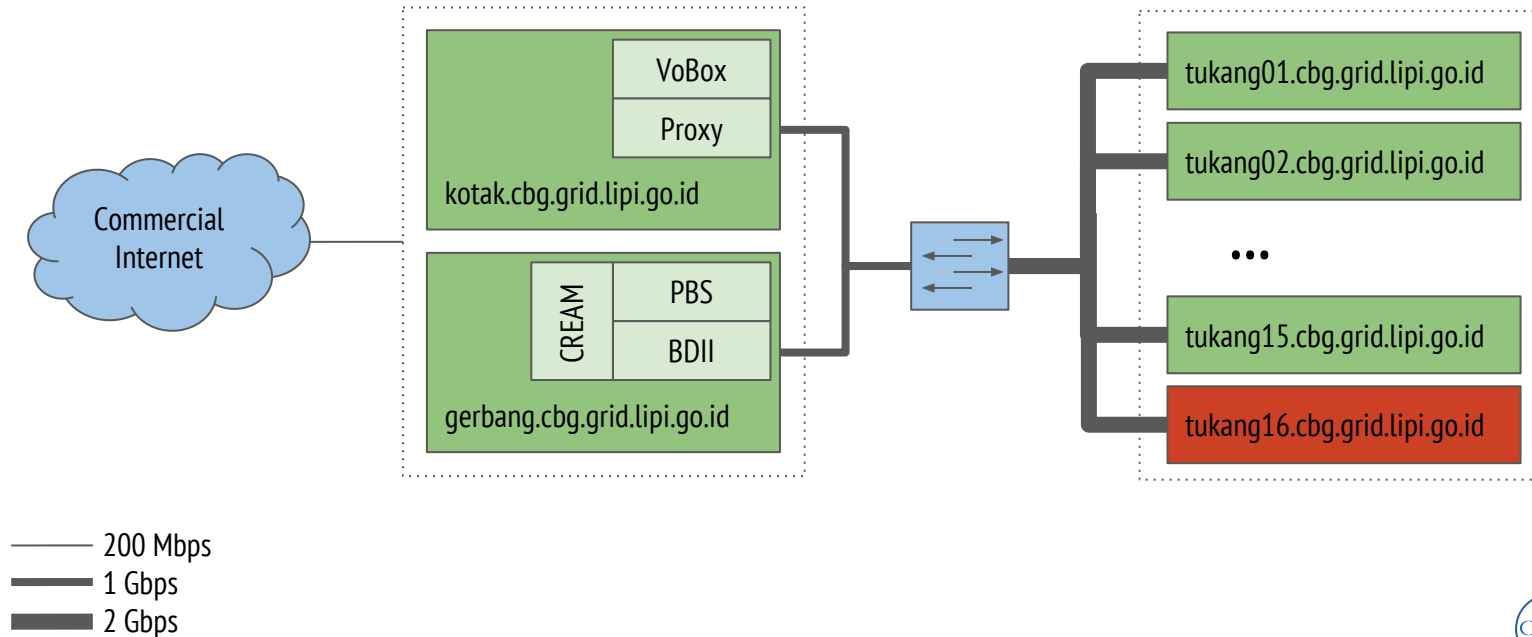 Commercial
Internet
VoBox
Proxy
kotak.cbg.grid.lipi.go.id
CREAM
PBS
BDII
gerbang.cbg.grid.lipi.go.id
tukang01.cbg.grid.lipi.go.id
tukang02.cbg.grid.lipi.go.id
...
tukang15.cbg.grid.lipi.go.id
tukang16.cbg.grid.lipi.go.id
200 Mbps
1 Gbps
2 Gbps